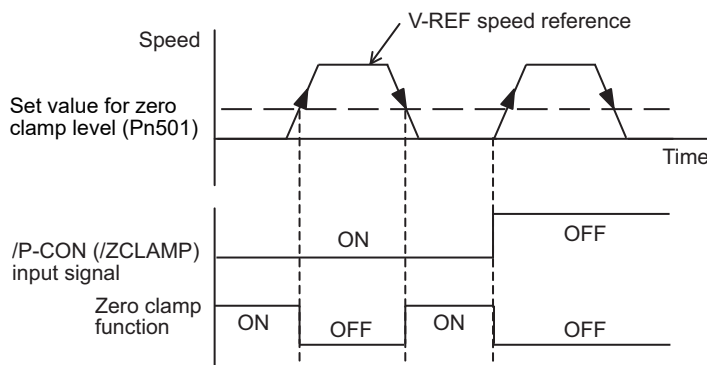 V-REF speed reference
Speed
Set value for zero
clamp level (Pn501)
Time
/P-CON (/ZCLAMP)
input signal
ON
OFF
Zero clamp
function
ON
OFF
ON
OFF